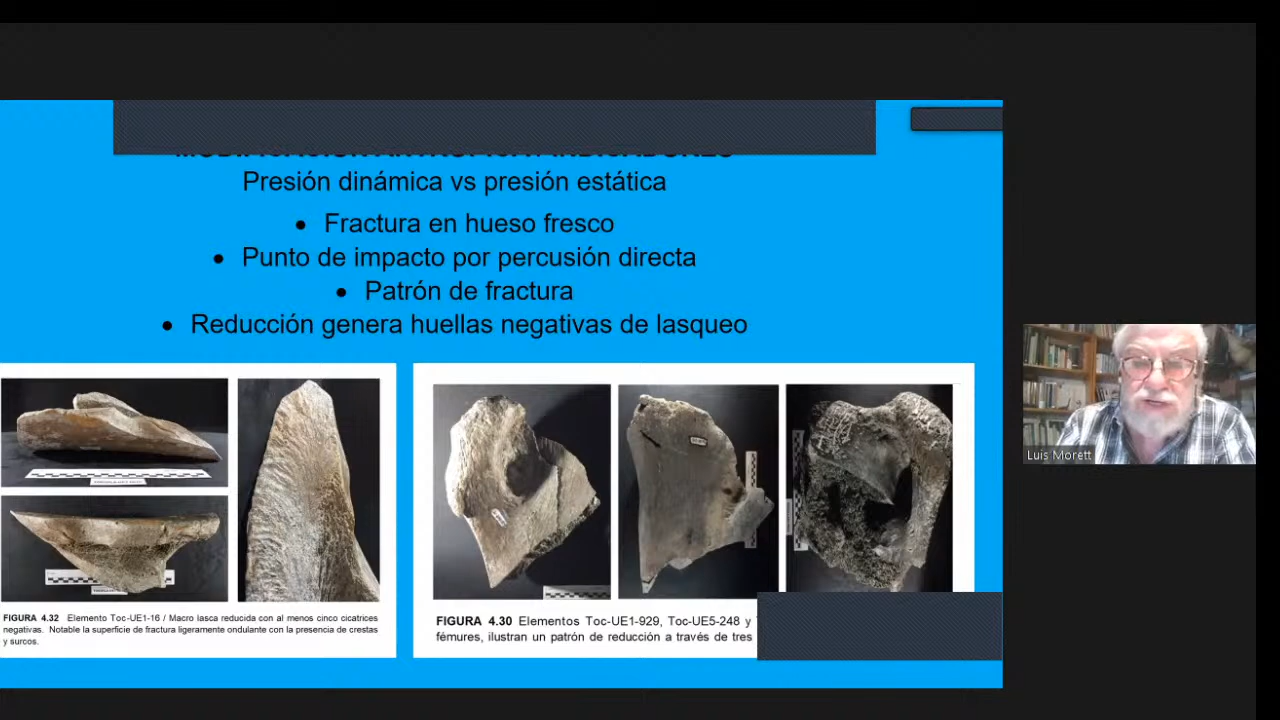 Presión dinámica vs presión estática
• Fractura en hueso fresco
• Punto de impacto por percusión directa
• Patrón de fractura
• Reducción genera huellas negativas de lasqueo
FIGURA 4.32 Elemento Toc-UE1-16 / Macro lasca reducida con al menos cinco cicatrices
negativas. Notable la superficie de fractura ligeramente ondulante con la presencia de crestas
y surcos.
FIGURA 4.30 Elementos Toc-UE1-929, Toc-UE5-248 y
fémures, ilustran un patrón de reducción a través de tres
Luis Morett